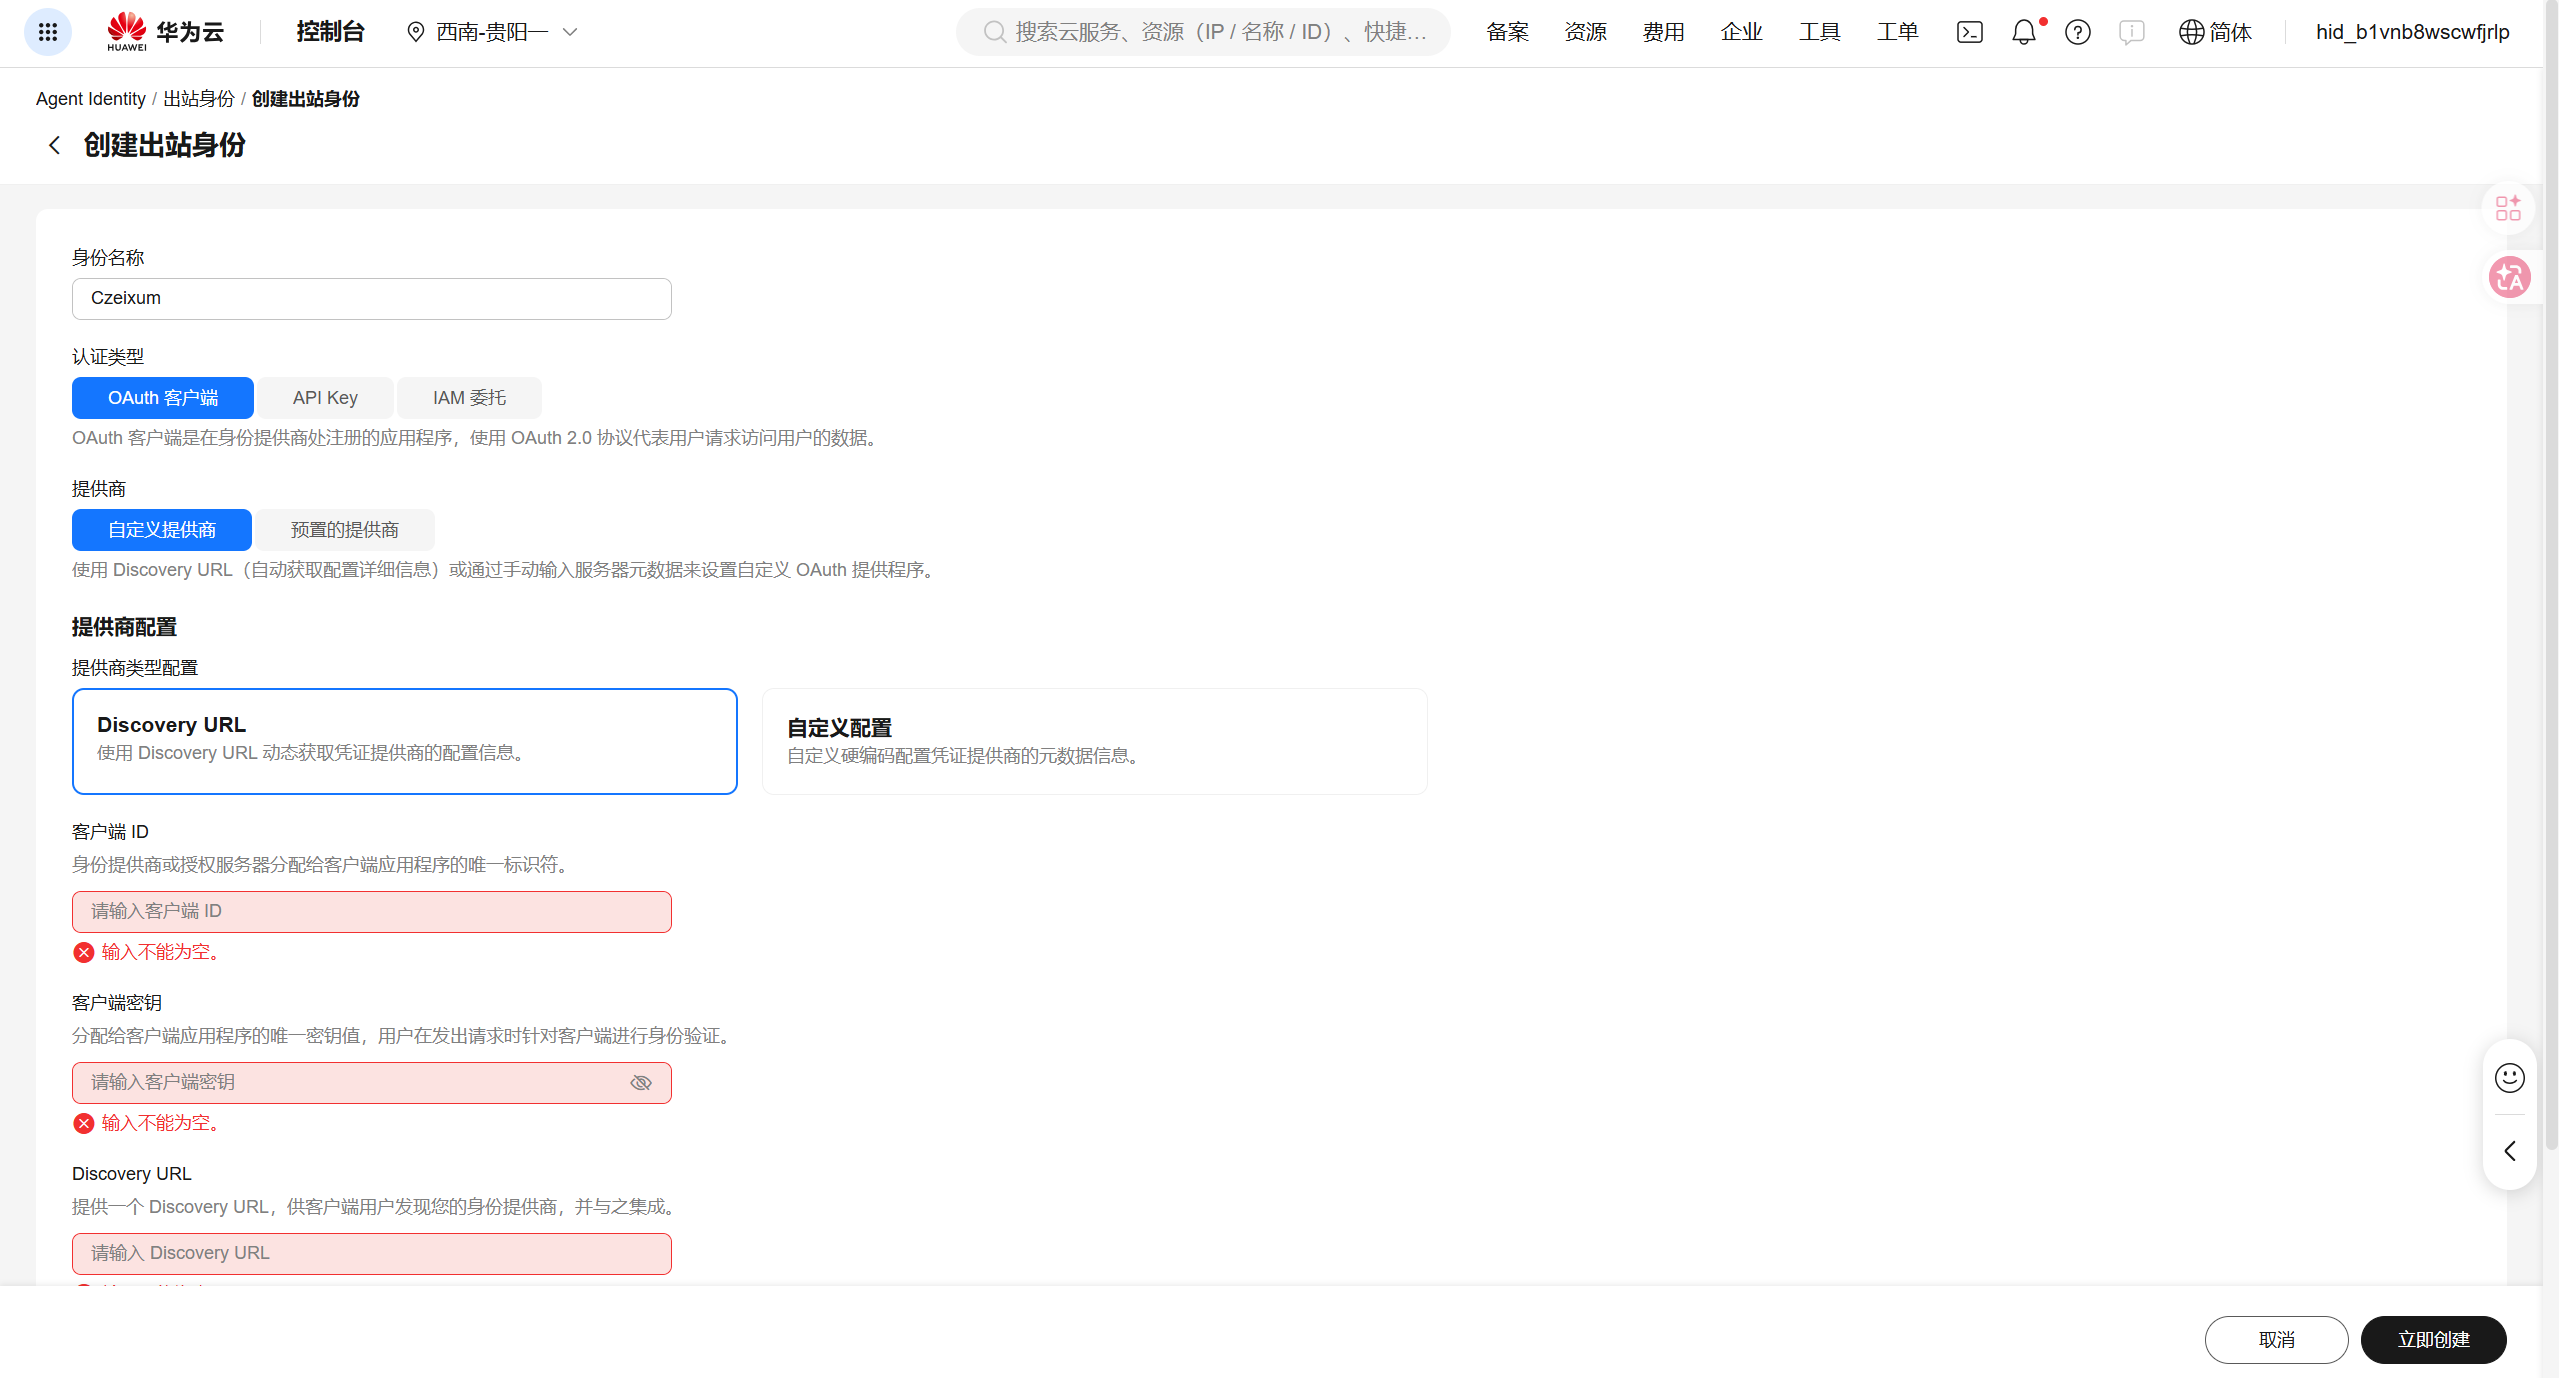 HUAWEI 华为云 控制台 西南-贵阳一 搜索云服务、资源（IP / 名称 / ID）、快捷… 备案 资源 费用 企业 工具 工单 简体 hid_b1vnb8wscwfjrlp
Agent Identity / 出站身份 / 创建出站身份
创建出站身份
身份名称
Czeixum
认证类型
OAuth 客户端 API Key IAM 委托
OAuth 客户端是在身份提供商处注册的应用程序，使用 OAuth 2.0 协议代表用户请求访问用户的数据。
提供商
自定义提供商 预置的提供商
使用 Discovery URL（自动获取配置详细信息）或通过手动输入服务器元数据来设置自定义 OAuth 提供程序。
提供商配置
提供商类型配置
Discovery URL
使用 Discovery URL 动态获取凭证提供商的配置信息。
自定义配置
自定义硬编码配置凭证提供商的元数据信息。
客户端 ID
身份提供商或授权服务器分配给客户端应用程序的唯一标识符。
请输入客户端 ID
输入不能为空。
客户端密钥
分配给客户端应用程序的唯一密钥值，用户在发出请求时针对客户端进行身份验证。
请输入客户端密钥
输入不能为空。
Discovery URL
提供一个 Discovery URL，供客户端用户发现您的身份提供商，并与之集成。
请输入 Discovery URL
取消 立即创建